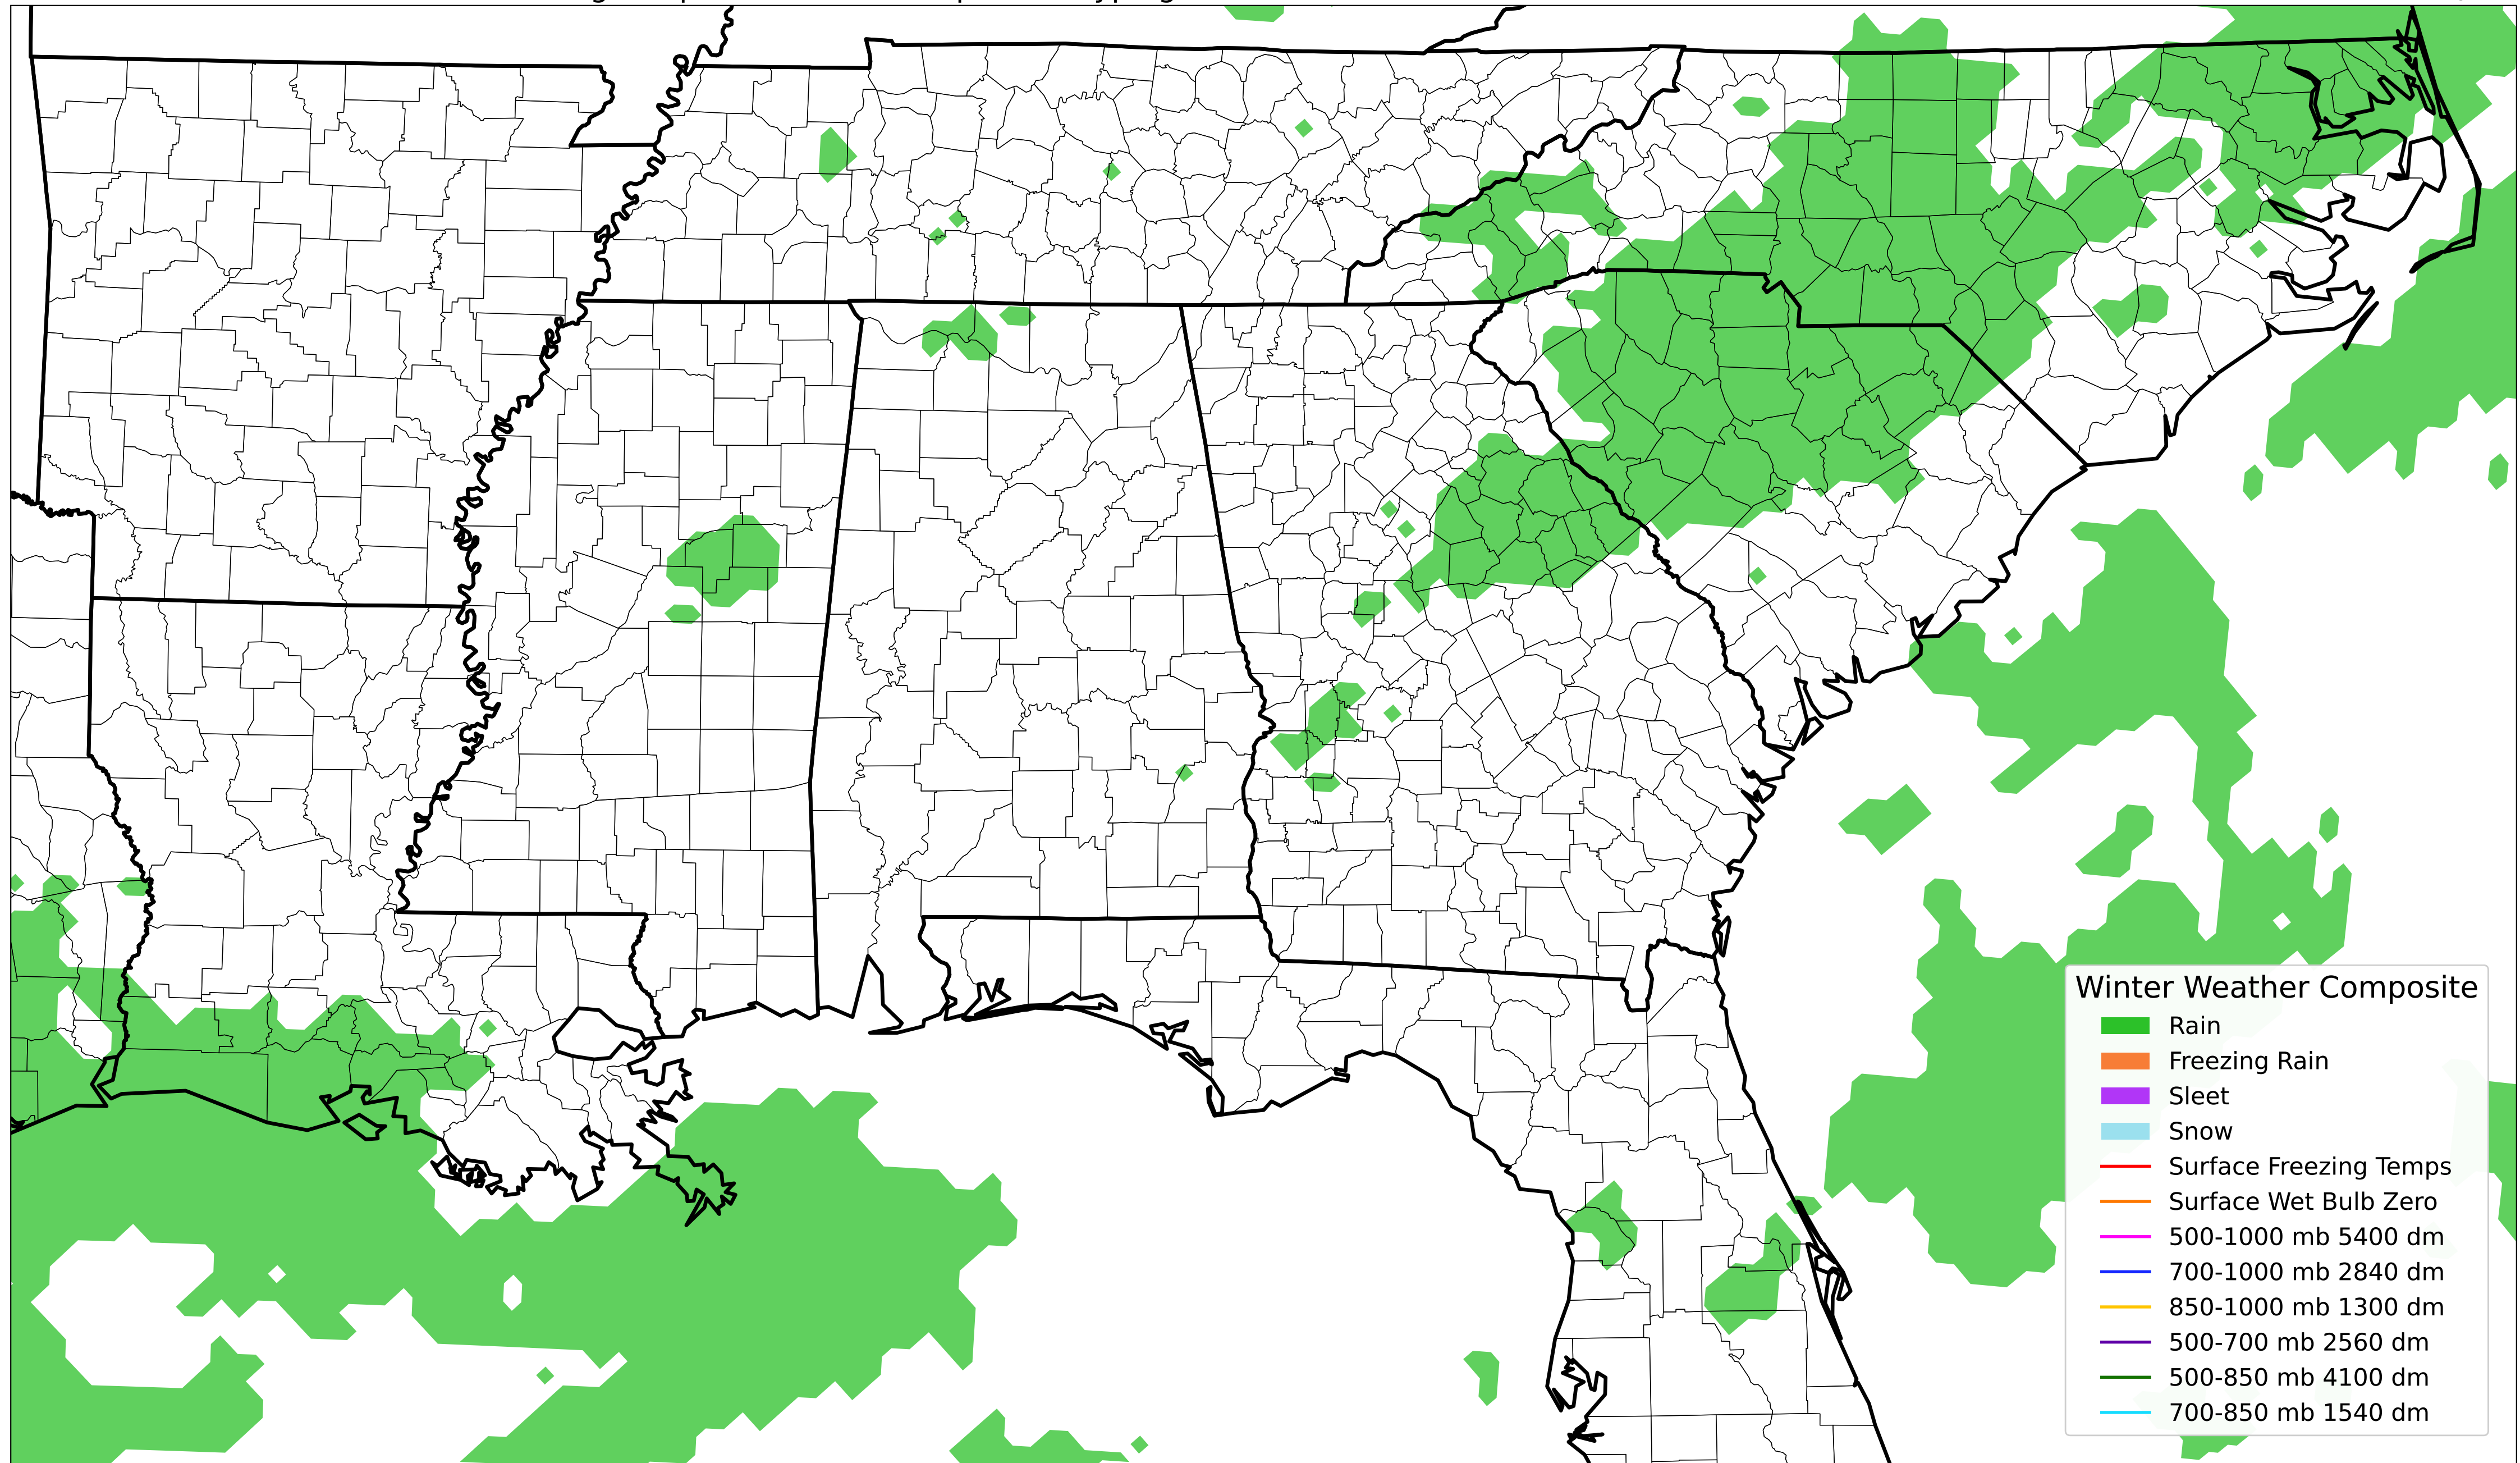 Winter Weather Composite
Rain
Freezing Rain
Sleet
Snow
Surface Freezing Temps
Surface Wet Bulb Zero
500-1000 mb 5400 dm
700-1000 mb 2840 dm
850-1000 mb 1300 dm
500-700 mb 2560 dm
500-850 mb 4100 dm
700-850 mb 1540 dm